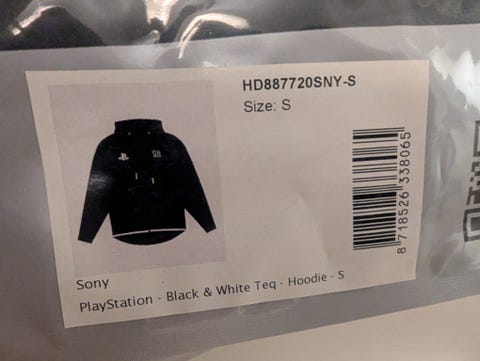 HD887720SNY-S
Size: S
8 718526 338065
Sony
PlayStation - Black & White Teq - Hoodie - S